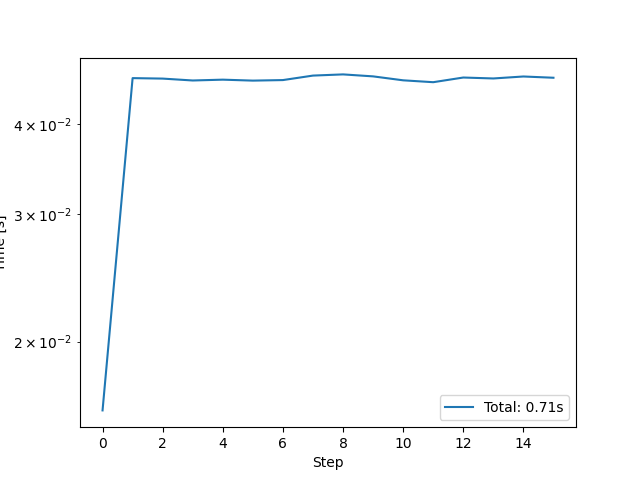 4 × 10⁻²
3 × 10⁻²
2 × 10⁻²
[s]
Total: 0.71s
0 2 4 6 8 10 12 14
Step